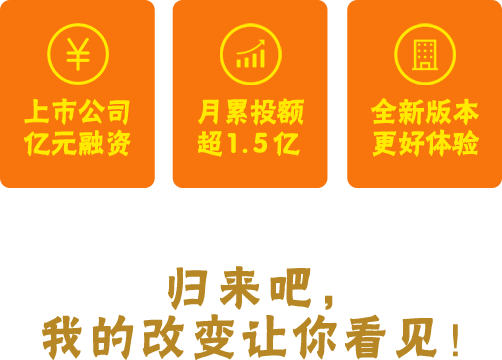 ¥
上市公司
亿元融资
月累投额
超1.5亿
全新版本
更好体验
归来吧,
我的改变让你看见!